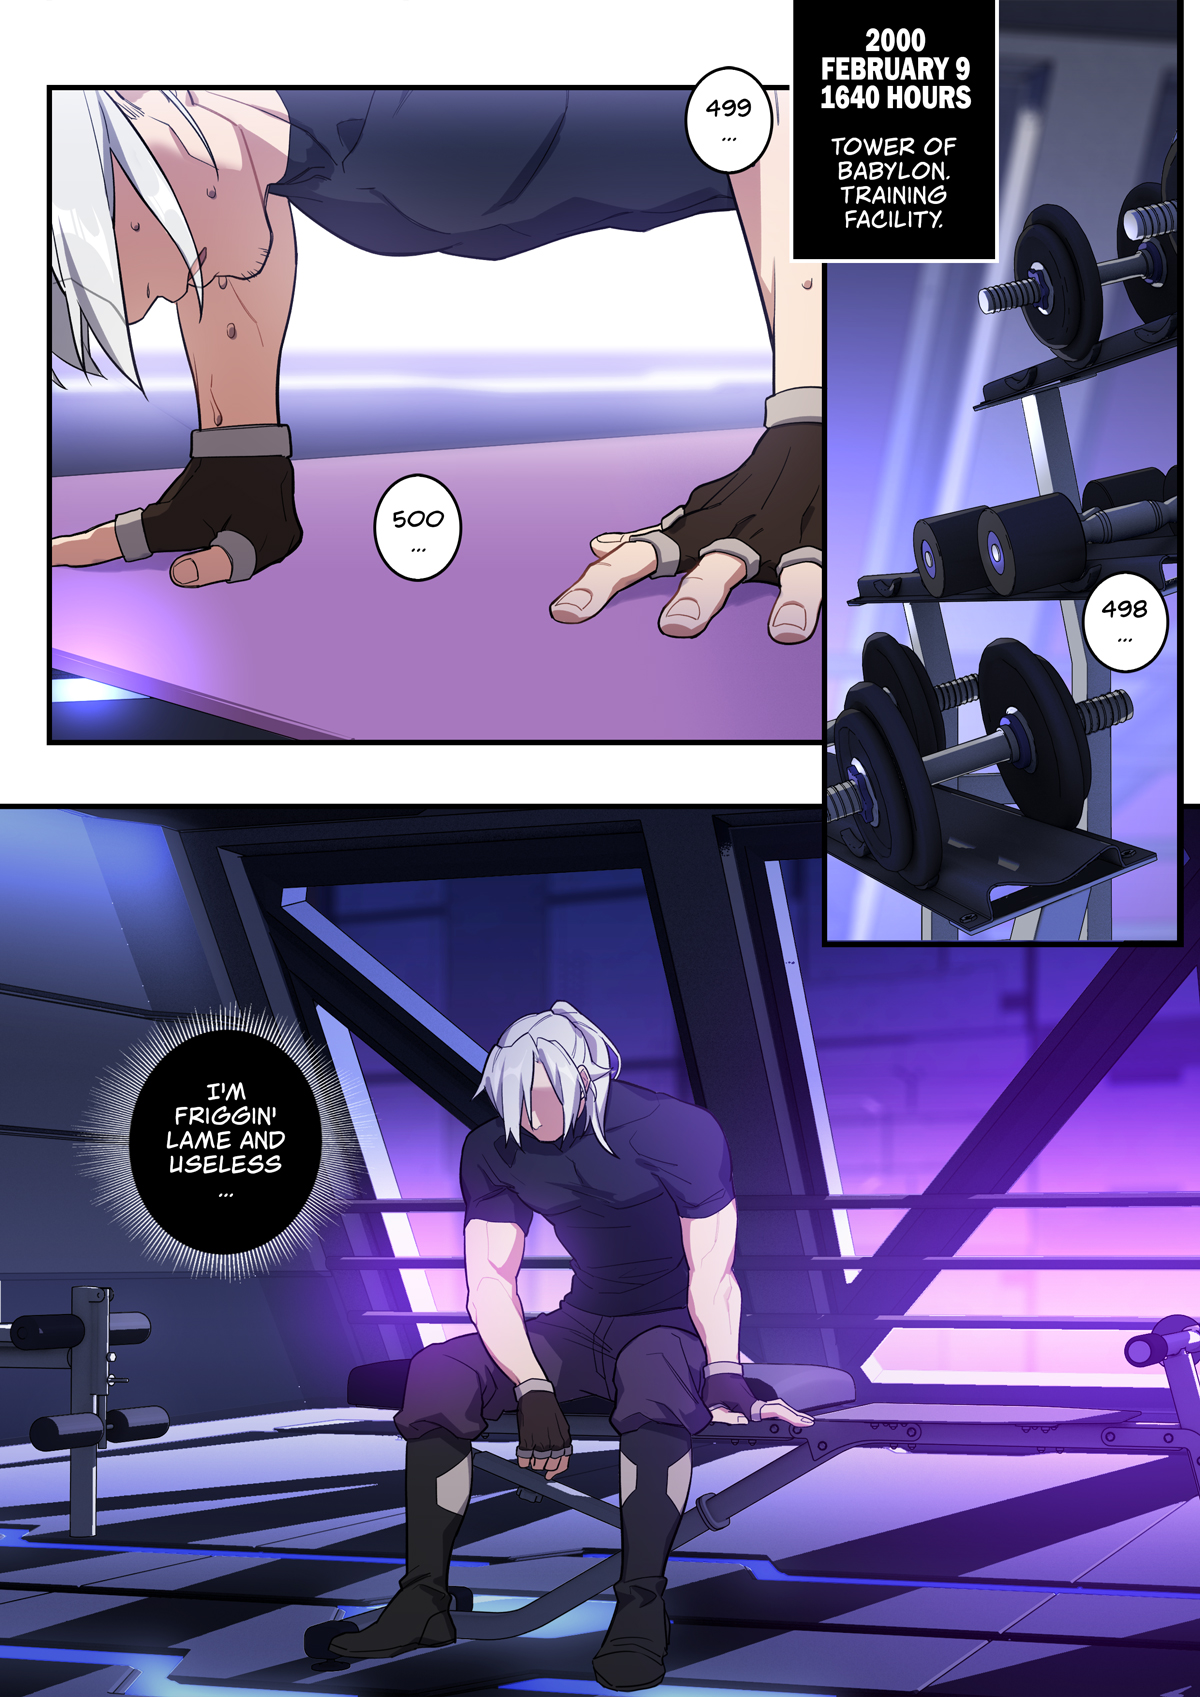 2000
FEBRUARY 9
1640 HOURS
TOWER OF
BABYLON.
TRAINING
FACILITY.
498
...
499
...
500
...
I'M
FRIGGIN'
LAME AND
USELESS
...